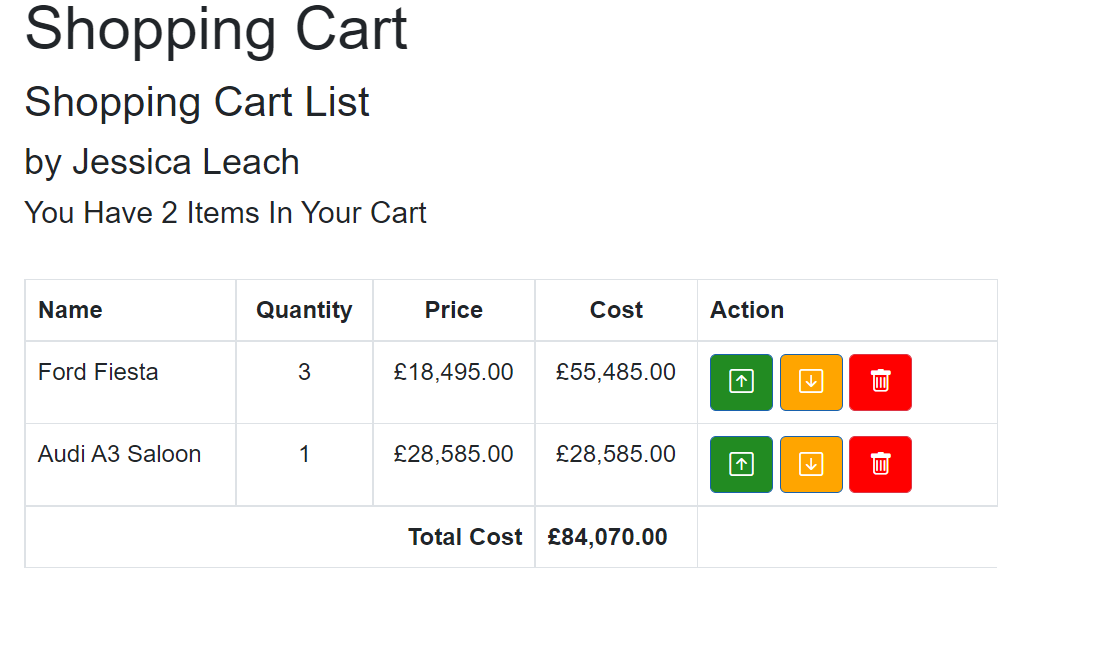 Shopping Cart
Shopping Cart List
by Jessica Leach
You Have 2 Items In Your Cart
Name Quantity Price Cost Action
Ford Fiesta 3 £18,495.00 £55,485.00
Audi A3 Saloon 1 £28,585.00 £28,585.00
Total Cost £84,070.00